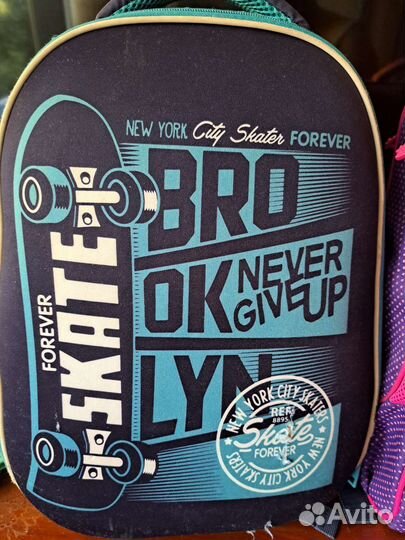 NEW YORK City Skater FOREVER
BRO
OK
LYN
NEVER
GIVE UP
FOREVER
SKATE
NEW YORK CITY SKATERS
REF
8895
Skate
FOREVER
NEW YORK CITY SKATERS
Avito